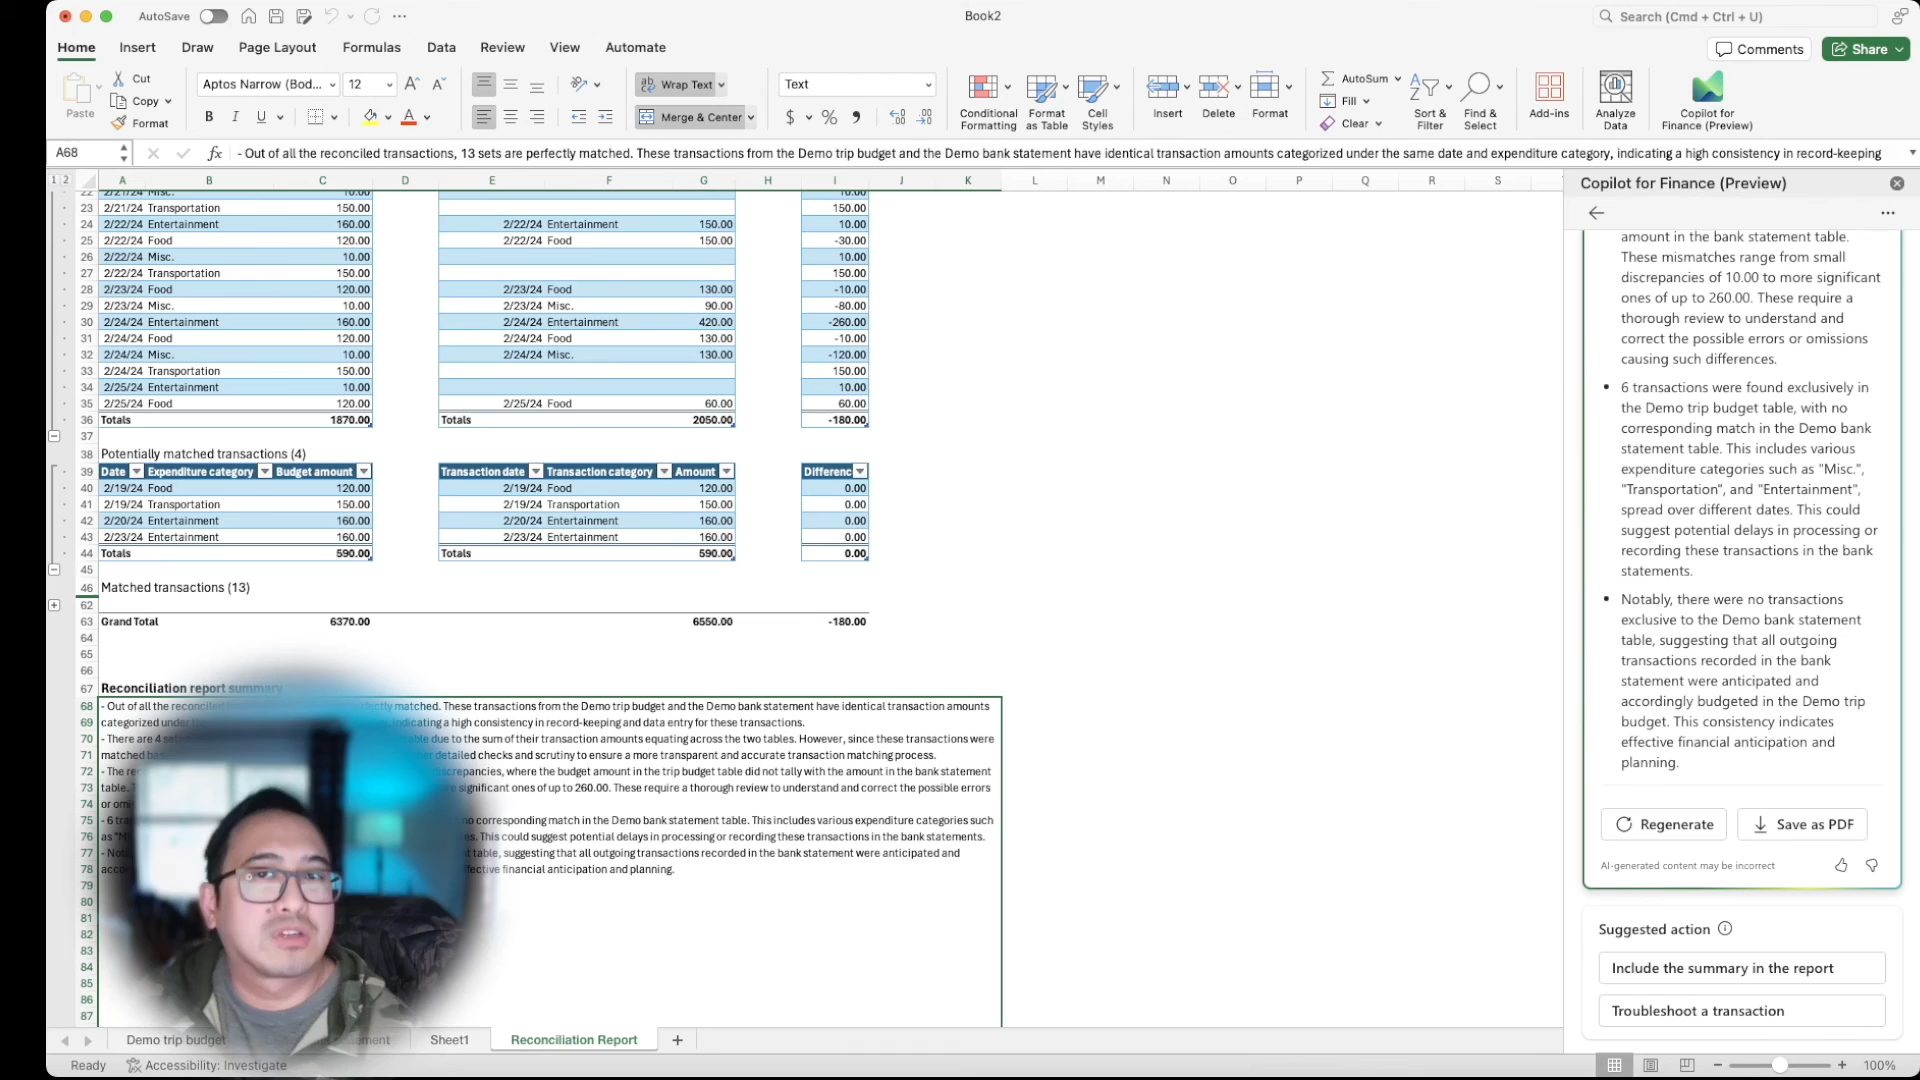 AutoSave
Book2
Search (Cmd + Ctrl + U)
Home Insert Draw Page Layout Formulas Data Review View Automate
Comments Share
Paste
Cut
Copy
Format
Aptos Narrow (Bod... 12
B I U
Wrap Text
Merge & Center
Text
$ % 9
Conditional Formatting
Format as Table
Cell Styles
Insert Delete Format
AutoSum
Fill
Clear
Sort & Filter
Find & Select
Add-ins
Analyze Data
Copilot for Finance (Preview)
A68 fx - Out of all the reconciled transactions, 13 sets are perfectly matched. These transactions from the Demo trip budget and the Demo bank statement have identical transaction amounts categorized under the same date and expenditure category, indicating a high consistency in record-keeping
1 2 A B C D E F G H I J K L M N O P Q R S
22 2/21/24 Misc. 10.00 10.00
23 2/21/24 Transportation 150.00 150.00
24 2/22/24 Entertainment 160.00 2/22/24 Entertainment 150.00 10.00
25 2/22/24 Food 120.00 2/22/24 Food 150.00 -30.00
26 2/22/24 Misc. 10.00 10.00
27 2/22/24 Transportation 150.00 150.00
28 2/23/24 Food 120.00 2/23/24 Food 130.00 -10.00
29 2/23/24 Misc. 10.00 2/23/24 Misc. 90.00 -80.00
30 2/24/24 Entertainment 160.00 2/24/24 Entertainment 420.00 -260.00
31 2/24/24 Food 120.00 2/24/24 Food 130.00 -10.00
32 2/24/24 Misc. 10.00 2/24/24 Misc. 130.00 -120.00
33 2/24/24 Transportation 150.00 150.00
34 2/25/24 Entertainment 10.00 10.00
35 2/25/24 Food 120.00 2/25/24 Food 60.00 60.00
36 Totals 1870.00 Totals 2050.00 -180.00
37
38 Potentially matched transactions (4)
39 Date Expenditure category Budget amount Transaction date Transaction category Amount Differenc
40 2/19/24 Food 120.00 2/19/24 Food 120.00 0.00
41 2/19/24 Transportation 150.00 2/19/24 Transportation 150.00 0.00
42 2/20/24 Entertainment 160.00 2/20/24 Entertainment 160.00 0.00
43 2/23/24 Entertainment 160.00 2/23/24 Entertainment 160.00 0.00
44 Totals 590.00 Totals 590.00 0.00
45
46 Matched transactions (13)
62
63 Grand Total 6370.00 6550.00 -180.00
64
65
66
67 Reconciliation report summary
68 - Out of all the reconciled perfectly matched. These transactions from the Demo trip budget and the Demo bank statement have identical transaction amounts
69 categorized under indicating a high consistency in record-keeping and data entry for these transactions.
70 - There are 4 sets due to the sum of their transaction amounts equating across the two tables. However, since these transactions were
71 matched detailed checks and scrutiny to ensure a more transparent and accurate transaction matching process.
72 - The discrepancies, where the budget amount in the trip budget table did not tally with the amount in the bank statement
73 table. significant ones of up to 260.00. These require a thorough review to understand and correct the possible errors
74 or
75 - 6 no corresponding match in the Demo bank statement table. This includes various expenditure categories such
76 as This could suggest potential delays in processing or recording these transactions in the bank statements.
77 table, suggesting that all outgoing transactions recorded in the bank statement were anticipated and
78 effective financial anticipation and planning.
79
80
81
82
83
84
85
86
87
Demo trip budget Sheet1 Reconciliation Report +
Ready Accessibility: Investigate 100%
Copilot for Finance (Preview)
amount in the bank statement table.
These mismatches range from small
discrepancies of 10.00 to more significant
ones of up to 260.00. These require a
thorough review to understand and
correct the possible errors or omissions
causing such differences.
• 6 transactions were found exclusively in
the Demo trip budget table, with no
corresponding match in the Demo bank
statement table. This includes various
expenditure categories such as "Misc.",
"Transportation", and "Entertainment",
spread over different dates. This could
suggest potential delays in processing or
recording these transactions in the bank
statements.
• Notably, there were no transactions
exclusive to the Demo bank statement
table, suggesting that all outgoing
transactions recorded in the bank
statement were anticipated and
accordingly budgeted in the Demo trip
budget. This consistency indicates
effective financial anticipation and
planning.
Regenerate Save as PDF
AI-generated content may be incorrect
Suggested action
Include the summary in the report
Troubleshoot a transaction